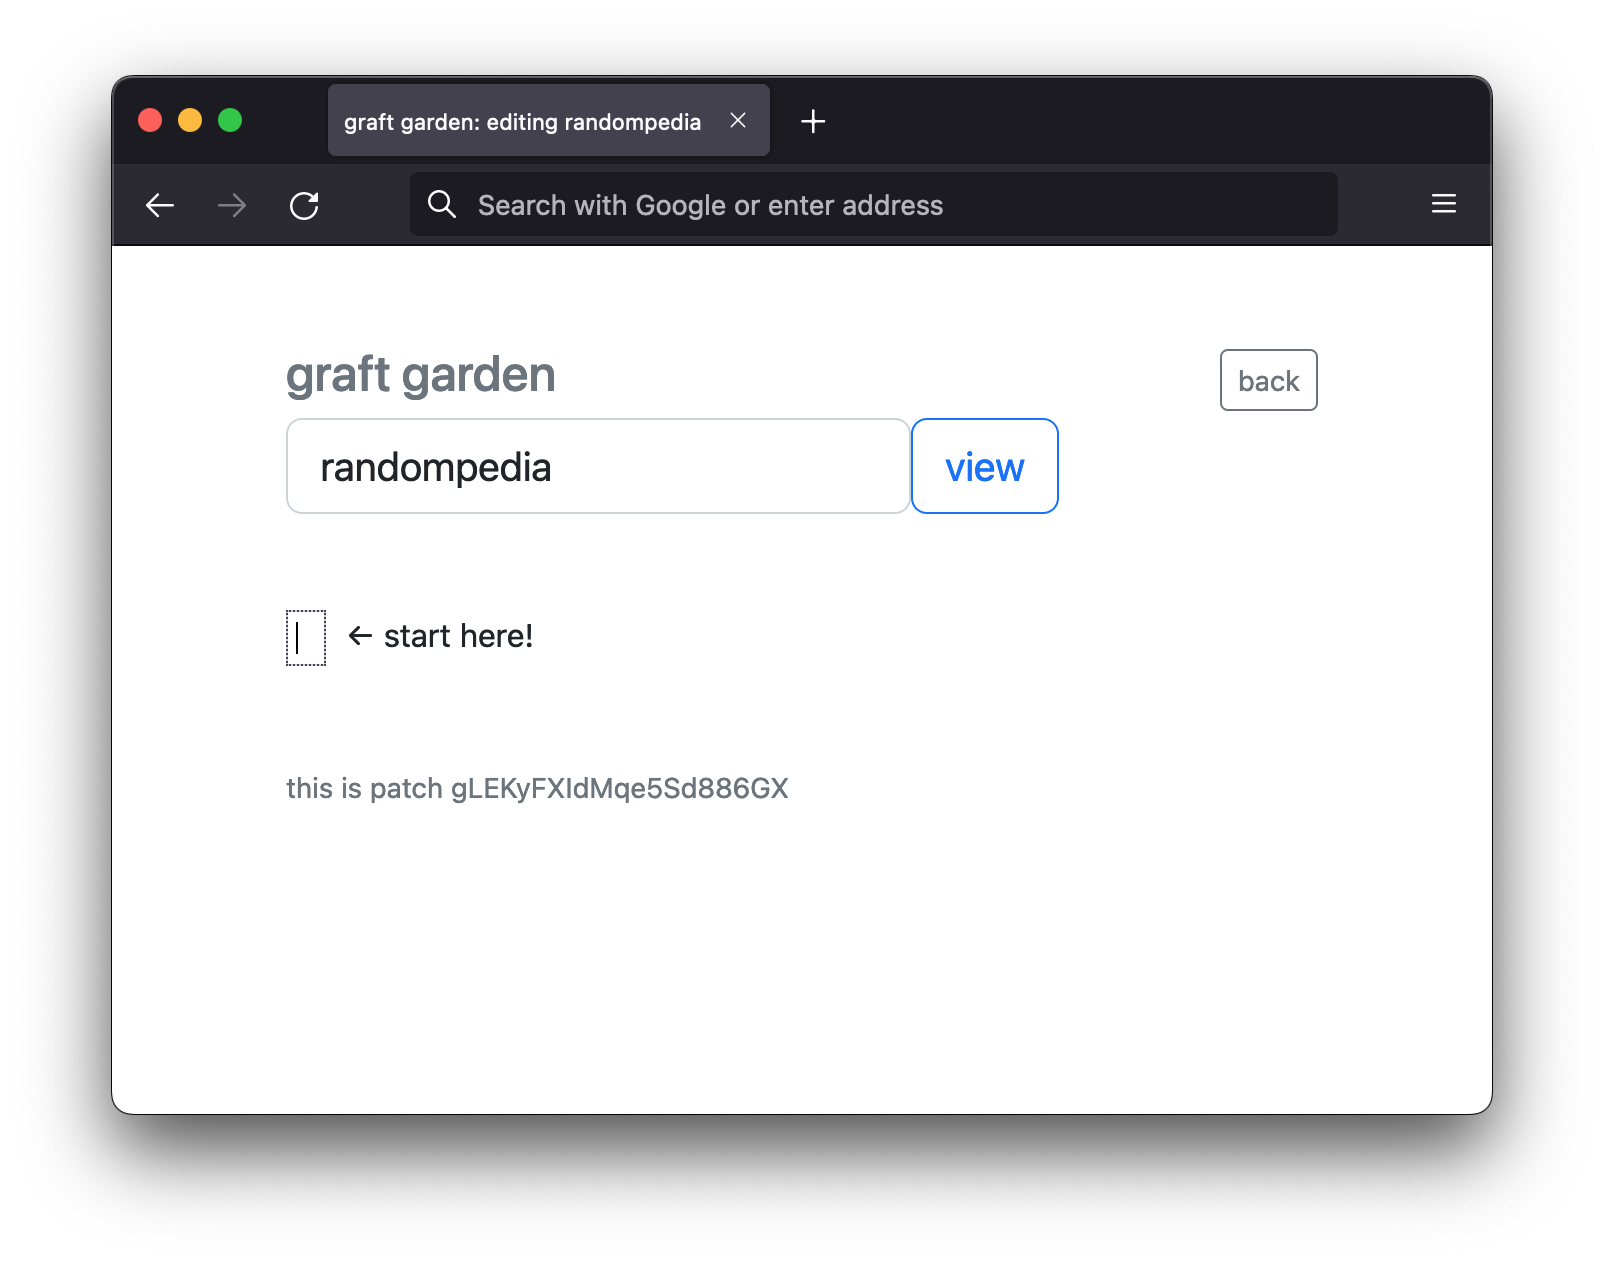 graft garden: editing randompedia
Search with Google or enter address
graft garden
back
randompedia
view
← start here!
this is patch gLEKyFXIdMqe5Sd886GX